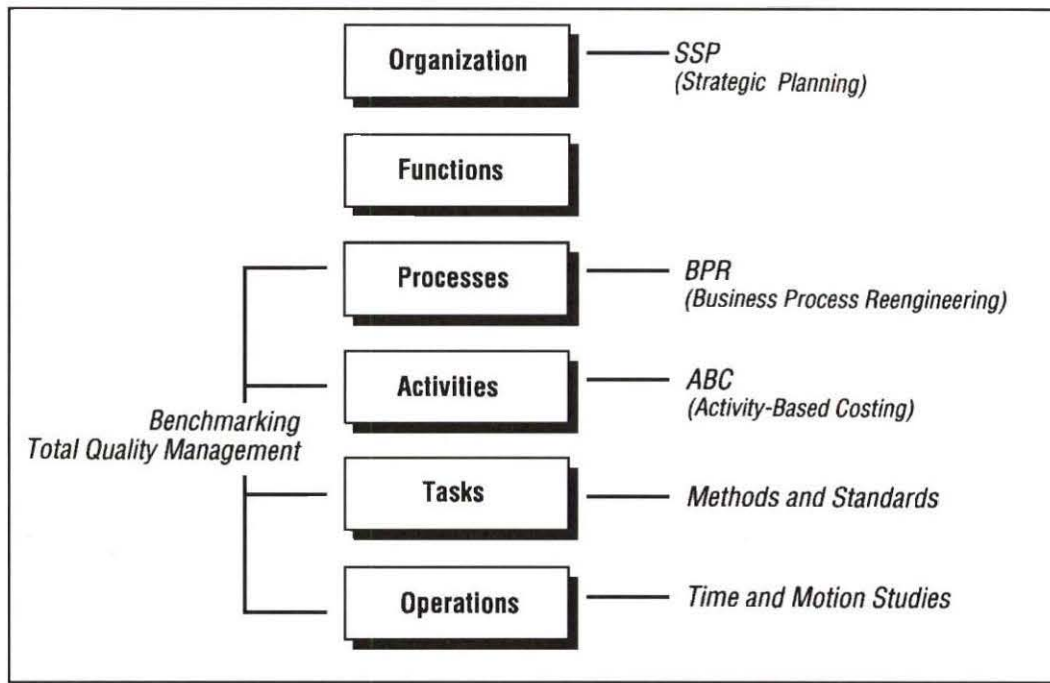 Organization
SSP
(Strategic Planning)
Functions
Processes
BPR
(Business Process Reengineering)
Activities
ABC
(Activity-Based Costing)
Benchmarking
Total Quality Management
Tasks
Methods and Standards
Operations
Time and Motion Studies